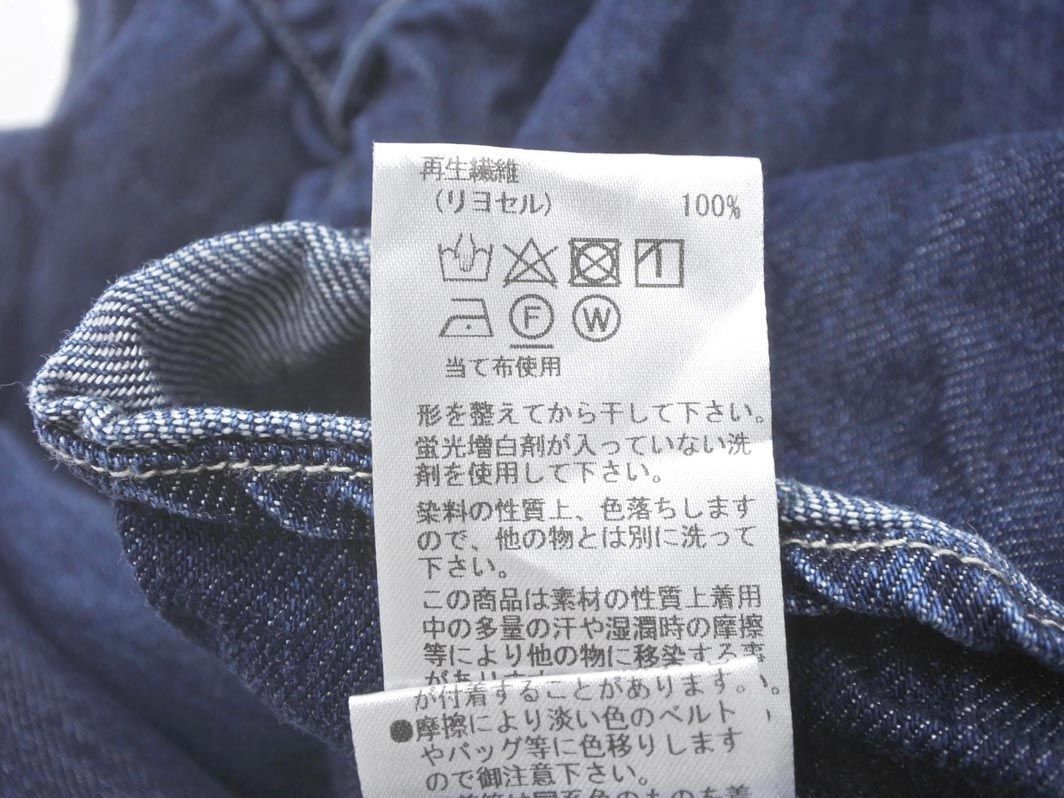 再生繊維
(リヨセル) 100%
F W
当て布使用
形を整えてから干して下さい。
蛍光増白剤が入っていない洗
剤を使用して下さい。
染料の性質上、色落ちします
ので、他の物とは別に洗って
下さい。
この商品は素材の性質上着用
中の多量の汗や湿潤時の摩擦
等により他の物に移染する事
が付着することがあります。
●摩擦により淡い色のベルト
やバッグ等に色移りします
ので御注意下さい。